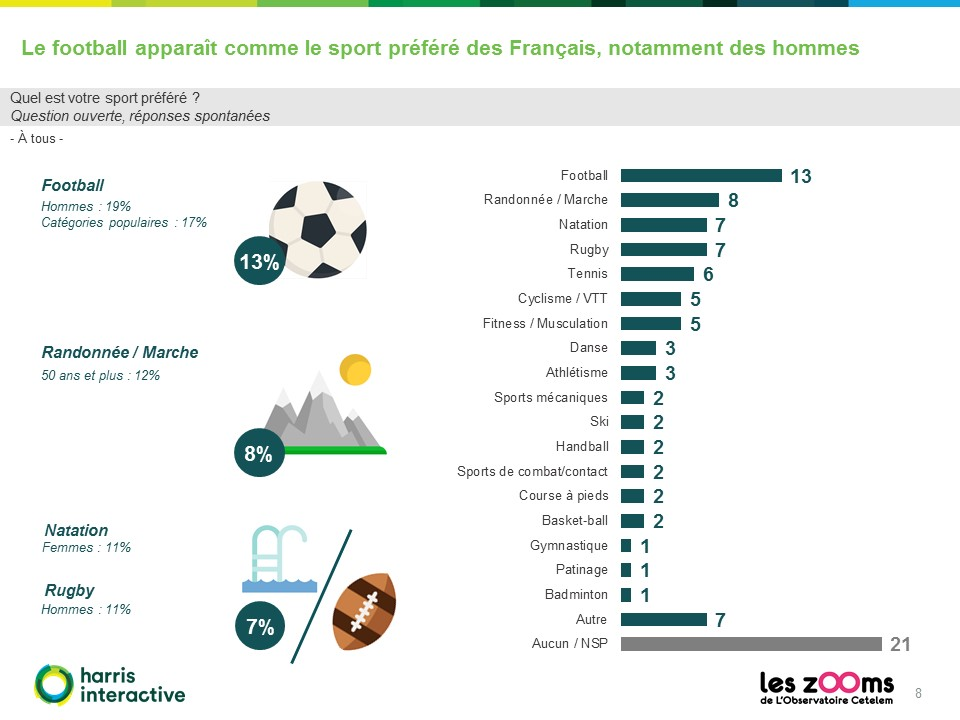 Le football apparaît comme le sport préféré des Français, notamment des hommes
Quel est votre sport préféré ?
Question ouverte, réponses spontanées
- À tous -
Football
Hommes : 19%
Catégories populaires : 17%
13%
Randonnée / Marche
50 ans et plus : 12%
8%
Natation
Femmes : 11%
Rugby
Hommes : 11%
7%
Football 13
Randonnée / Marche 8
Natation 7
Rugby 7
Tennis 6
Cyclisme / VTT 5
Fitness / Musculation 5
Danse 3
Athlétisme 3
Sports mécaniques 2
Ski 2
Handball 2
Sports de combat/contact 2
Course à pieds 2
Basket-ball 2
Gymnastique 1
Patinage 1
Badminton 1
Autre 7
Aucun / NSP 21
harris
interactive
les zOOms
de L'Observatoire Cetelem
8